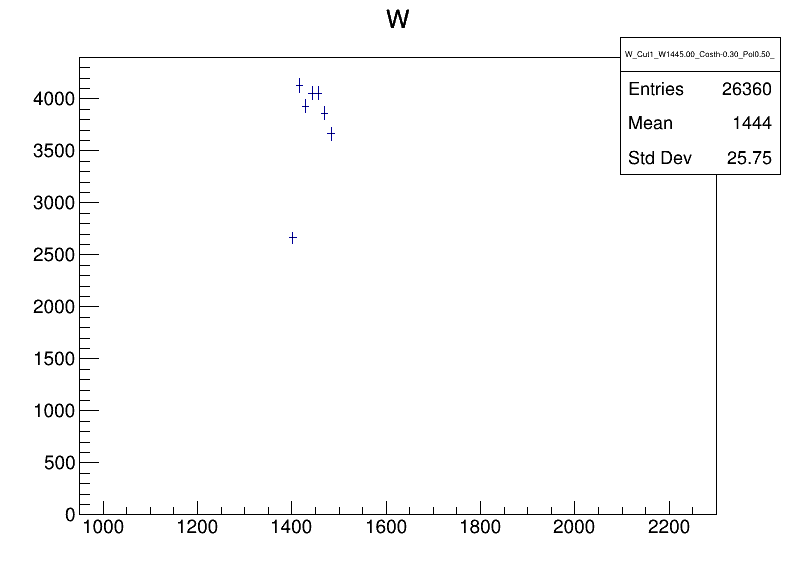 W
W_Cut1_W1445.00_Costh-0.30_Pol0.50_
Entries 26360
Mean 1444
Std Dev 25.75
4000
3500
3000
2500
2000
1500
1000
500
0
1000 1200 1400 1600 1800 2000 2200